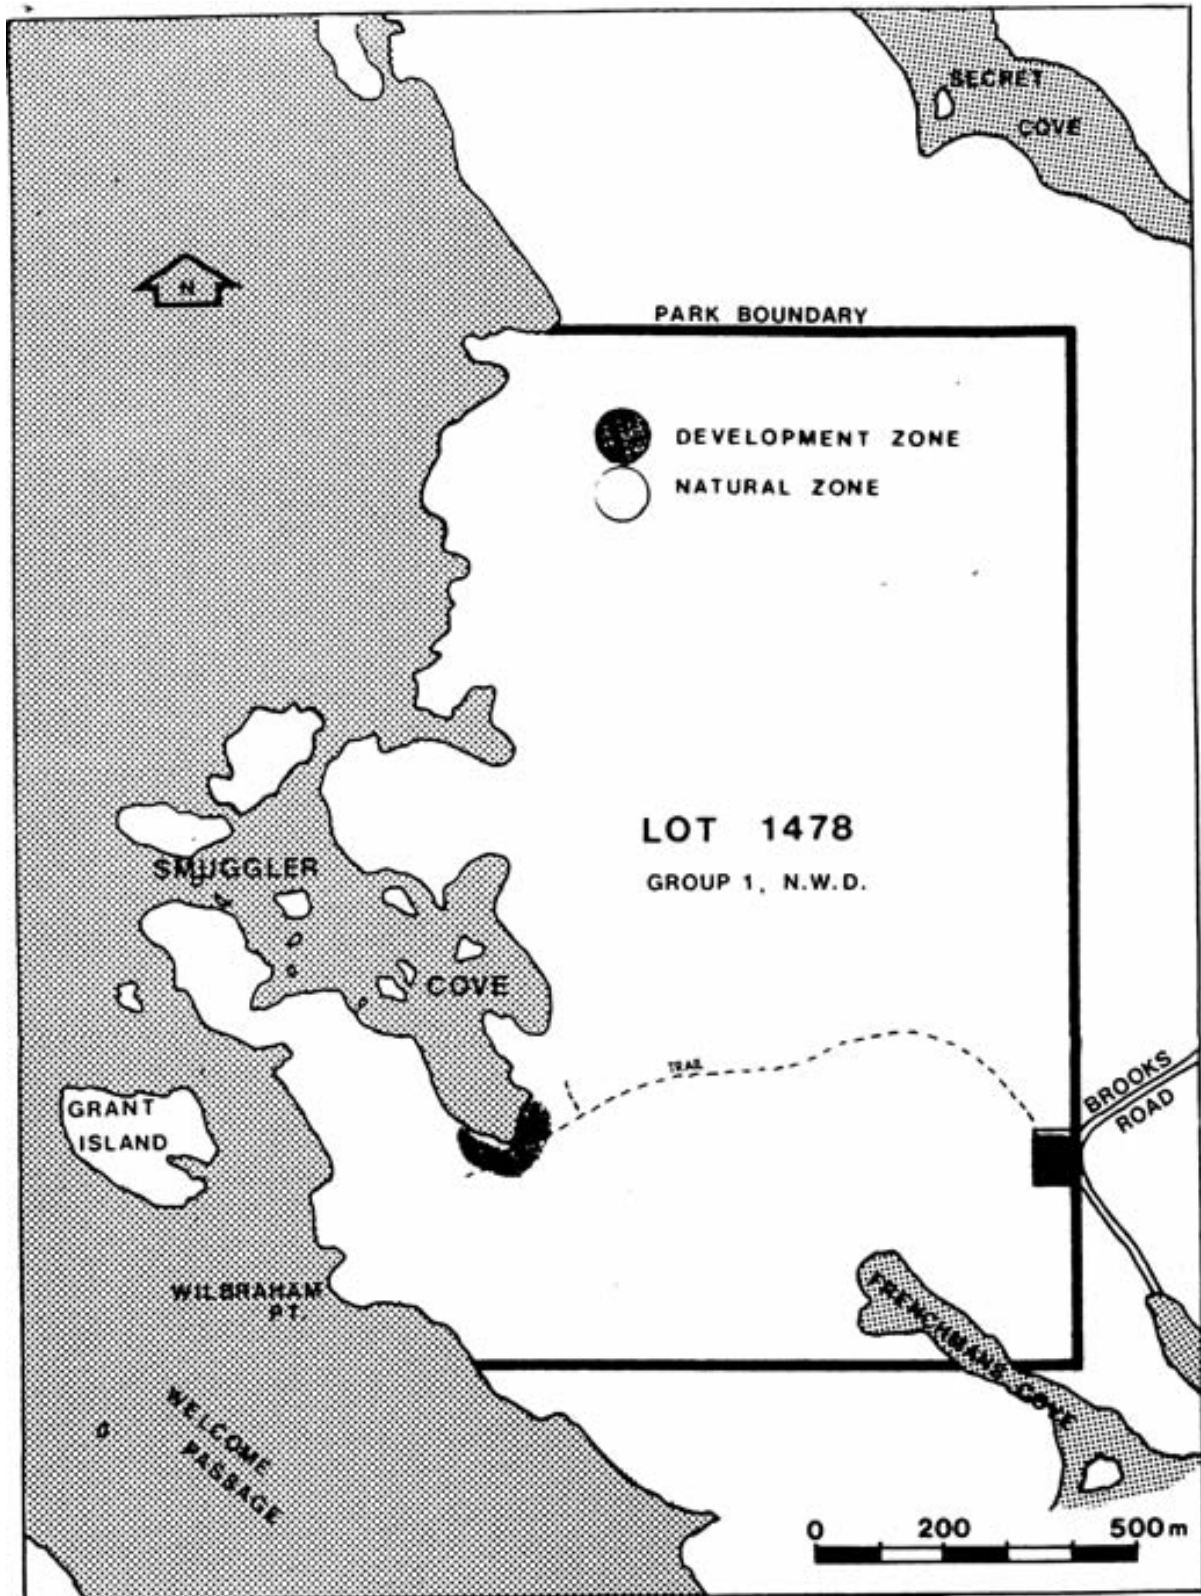 SECRET
COVE
N
PARK BOUNDARY
DEVELOPMENT ZONE
NATURAL ZONE
LOT 1478
GROUP 1, N.W.D.
SMUGGLER
COVE
TRAIL
BROOKS
ROAD
GRANT
ISLAND
WILBRAHAM
PT.
FRENCHMANS COVE
WELCOME
PASSAGE
0 200 500m